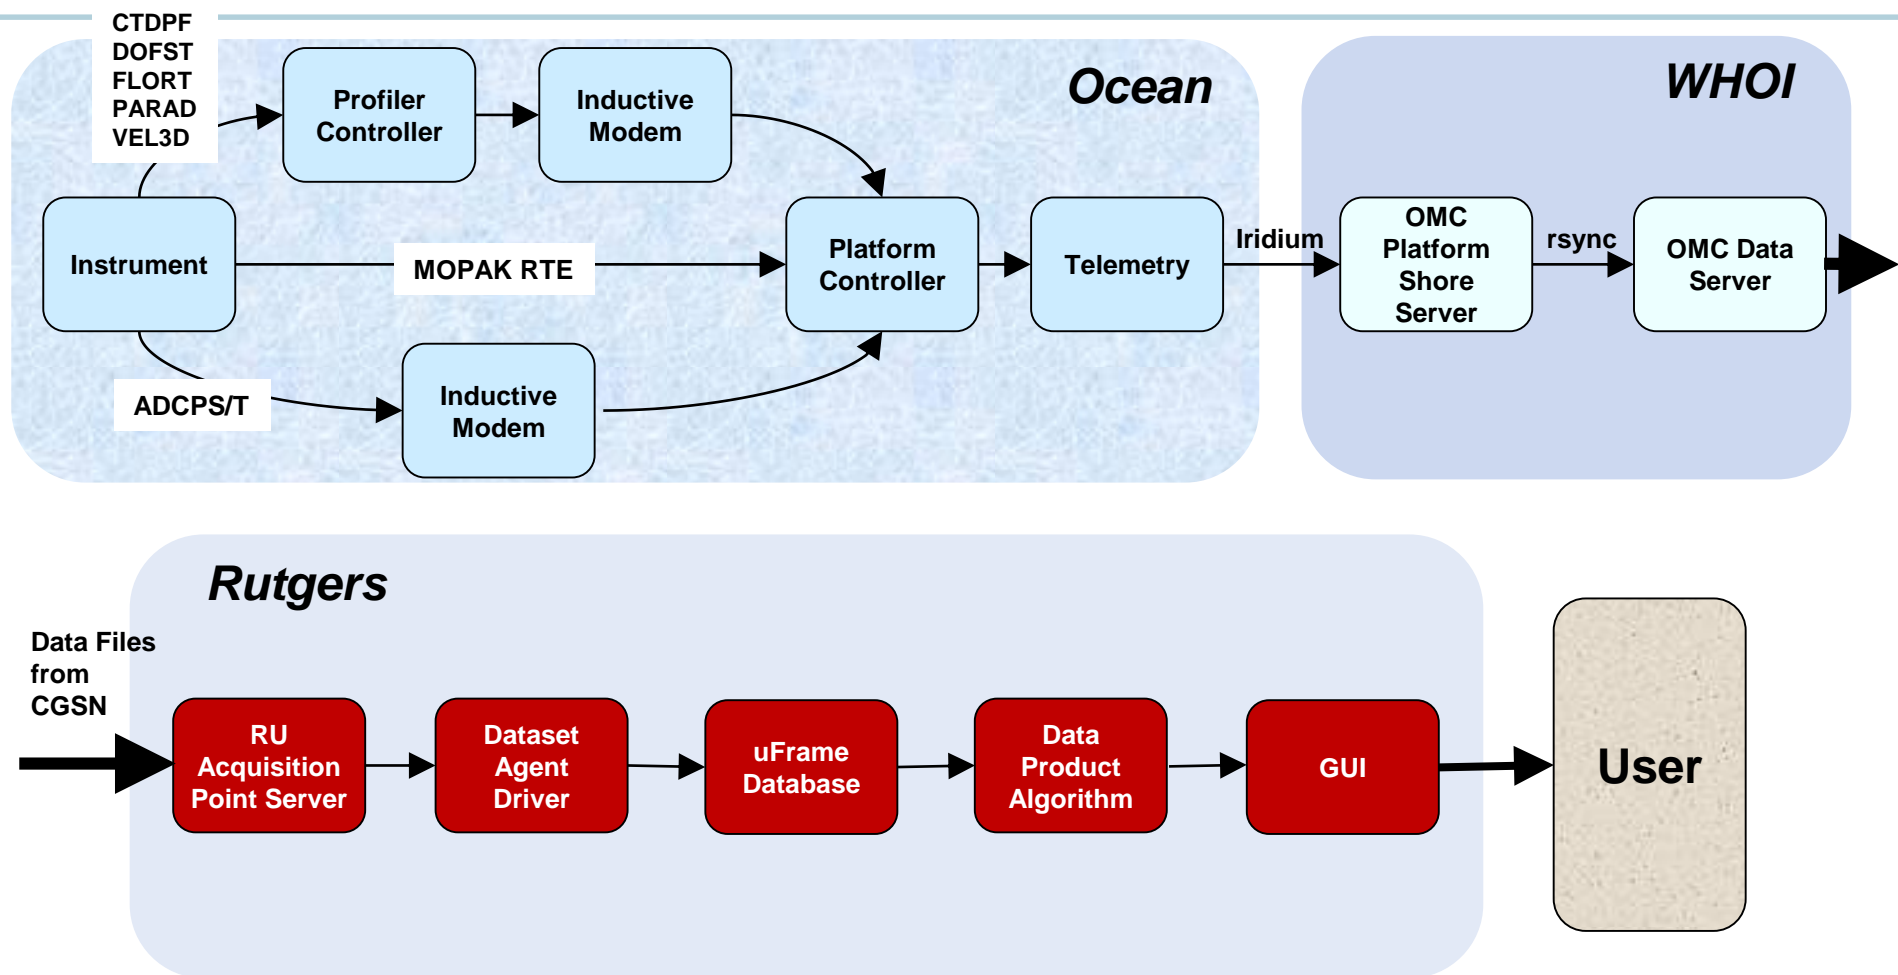 CTDPF
DOFST
FLORT
PARAD
VEL3D
Profiler
Controller
Inductive
Modem
Ocean
WHOI
Instrument
MOPAK RTE
Platform
Controller
Telemetry
Iridium
OMC
Platform
Shore
Server
rsync
OMC Data
Server
ADCPS/T
Inductive
Modem
Rutgers
Data Files
from
CGSN
RU
Acquisition
Point Server
Dataset
Agent
Driver
uFrame
Database
Data
Product
Algorithm
GUI
User